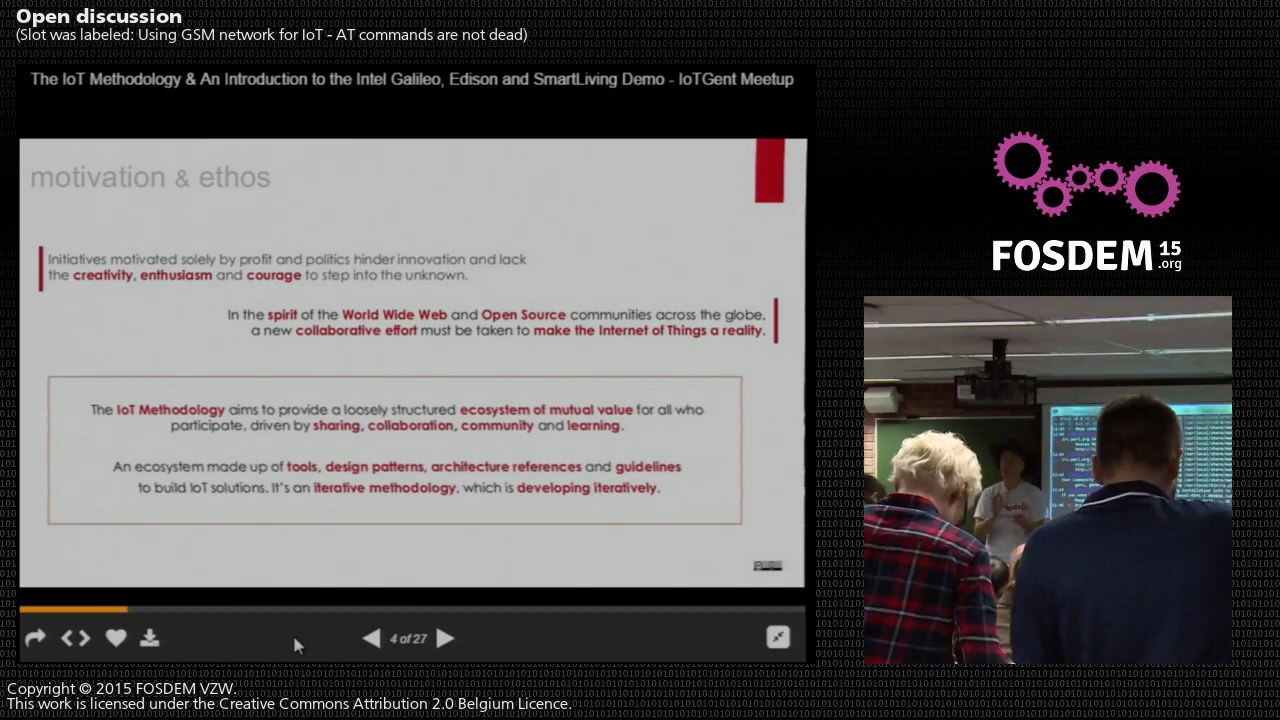 Open discussion
(Slot was labeled: Using GSM network for IoT - AT commands are not dead)
The IoT Methodology & An Introduction to the Intel Galileo, Edison and SmartLiving Demo - IoTGent Meetup
motivation & ethos
Initiatives motivated solely by profit and politics hinder innovation and lack
the creativity, enthusiasm and courage to step into the unknown.
In the spirit of the World Wide Web and Open Source communities across the globe,
a new collaborative effort must be taken to make the Internet of Things a reality.
The IoT Methodology aims to provide a loosely structured ecosystem of mutual value for all who
participate, driven by sharing, collaboration, community and learning.
An ecosystem made up of tools, design patterns, architecture references and guidelines
to build IoT solutions. It's an iterative methodology, which is developing iteratively.
4 of 27
FOSDEM 15
.org
Copyright © 2015 FOSDEM VZW.
This work is licensed under the Creative Commons Attribution 2.0 Belgium Licence.